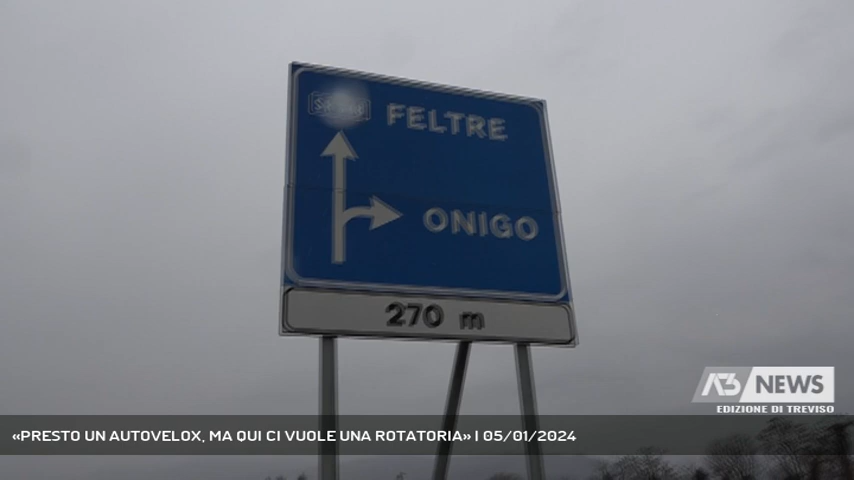 FELTRE
ONIGO
270 m
A3 NEWS
EDIZIONE DI TREVISO
«PRESTO UN AUTOVELOX, MA QUI CI VUOLE UNA ROTATORIA» | 05/01/2024